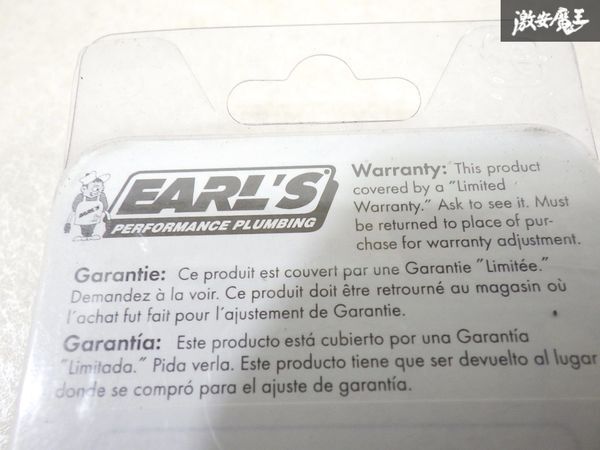 激安魔王
EARL'S
PERFORMANCE PLUMBING
Warranty: This product
covered by a "Limited
Warranty." Ask to see it. Must
be returned to place of pur-
chase for warranty adjustment.
Garantie: Ce produit est couvert par une Garantie "Limitée."
Demandez à la voir. Ce produit doit être retourné au magasin où
l'achat fut fait pour l'ajustement de Garantie.
Garantía: Este producto está cubierto por una Garantía
"Limitada." Pida verla. Este producto tiene que ser devuelto al lugar
donde se compró para el ajuste de garantía.